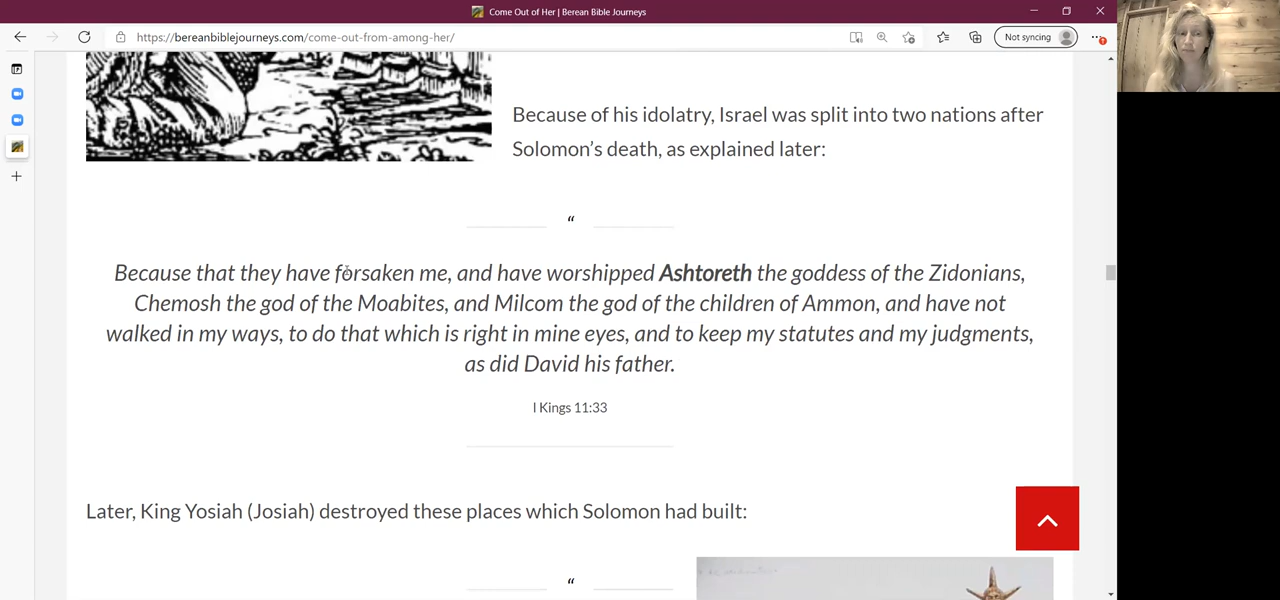 Come Out of Her | Berean Bible Journeys
https://bereanbiblejourneys.com/come-out-from-among-her/
Not syncing
Because of his idolatry, Israel was split into two nations after
Solomon's death, as explained later:
“
Because that they have forsaken me, and have worshipped Ashtoreth the goddess of the Zidonians,
Chemosh the god of the Moabites, and Milcom the god of the children of Ammon, and have not
walked in my ways, to do that which is right in mine eyes, and to keep my statutes and my judgments,
as did David his father.
I Kings 11:33
Later, King Yosiah (Josiah) destroyed these places which Solomon had built:
“